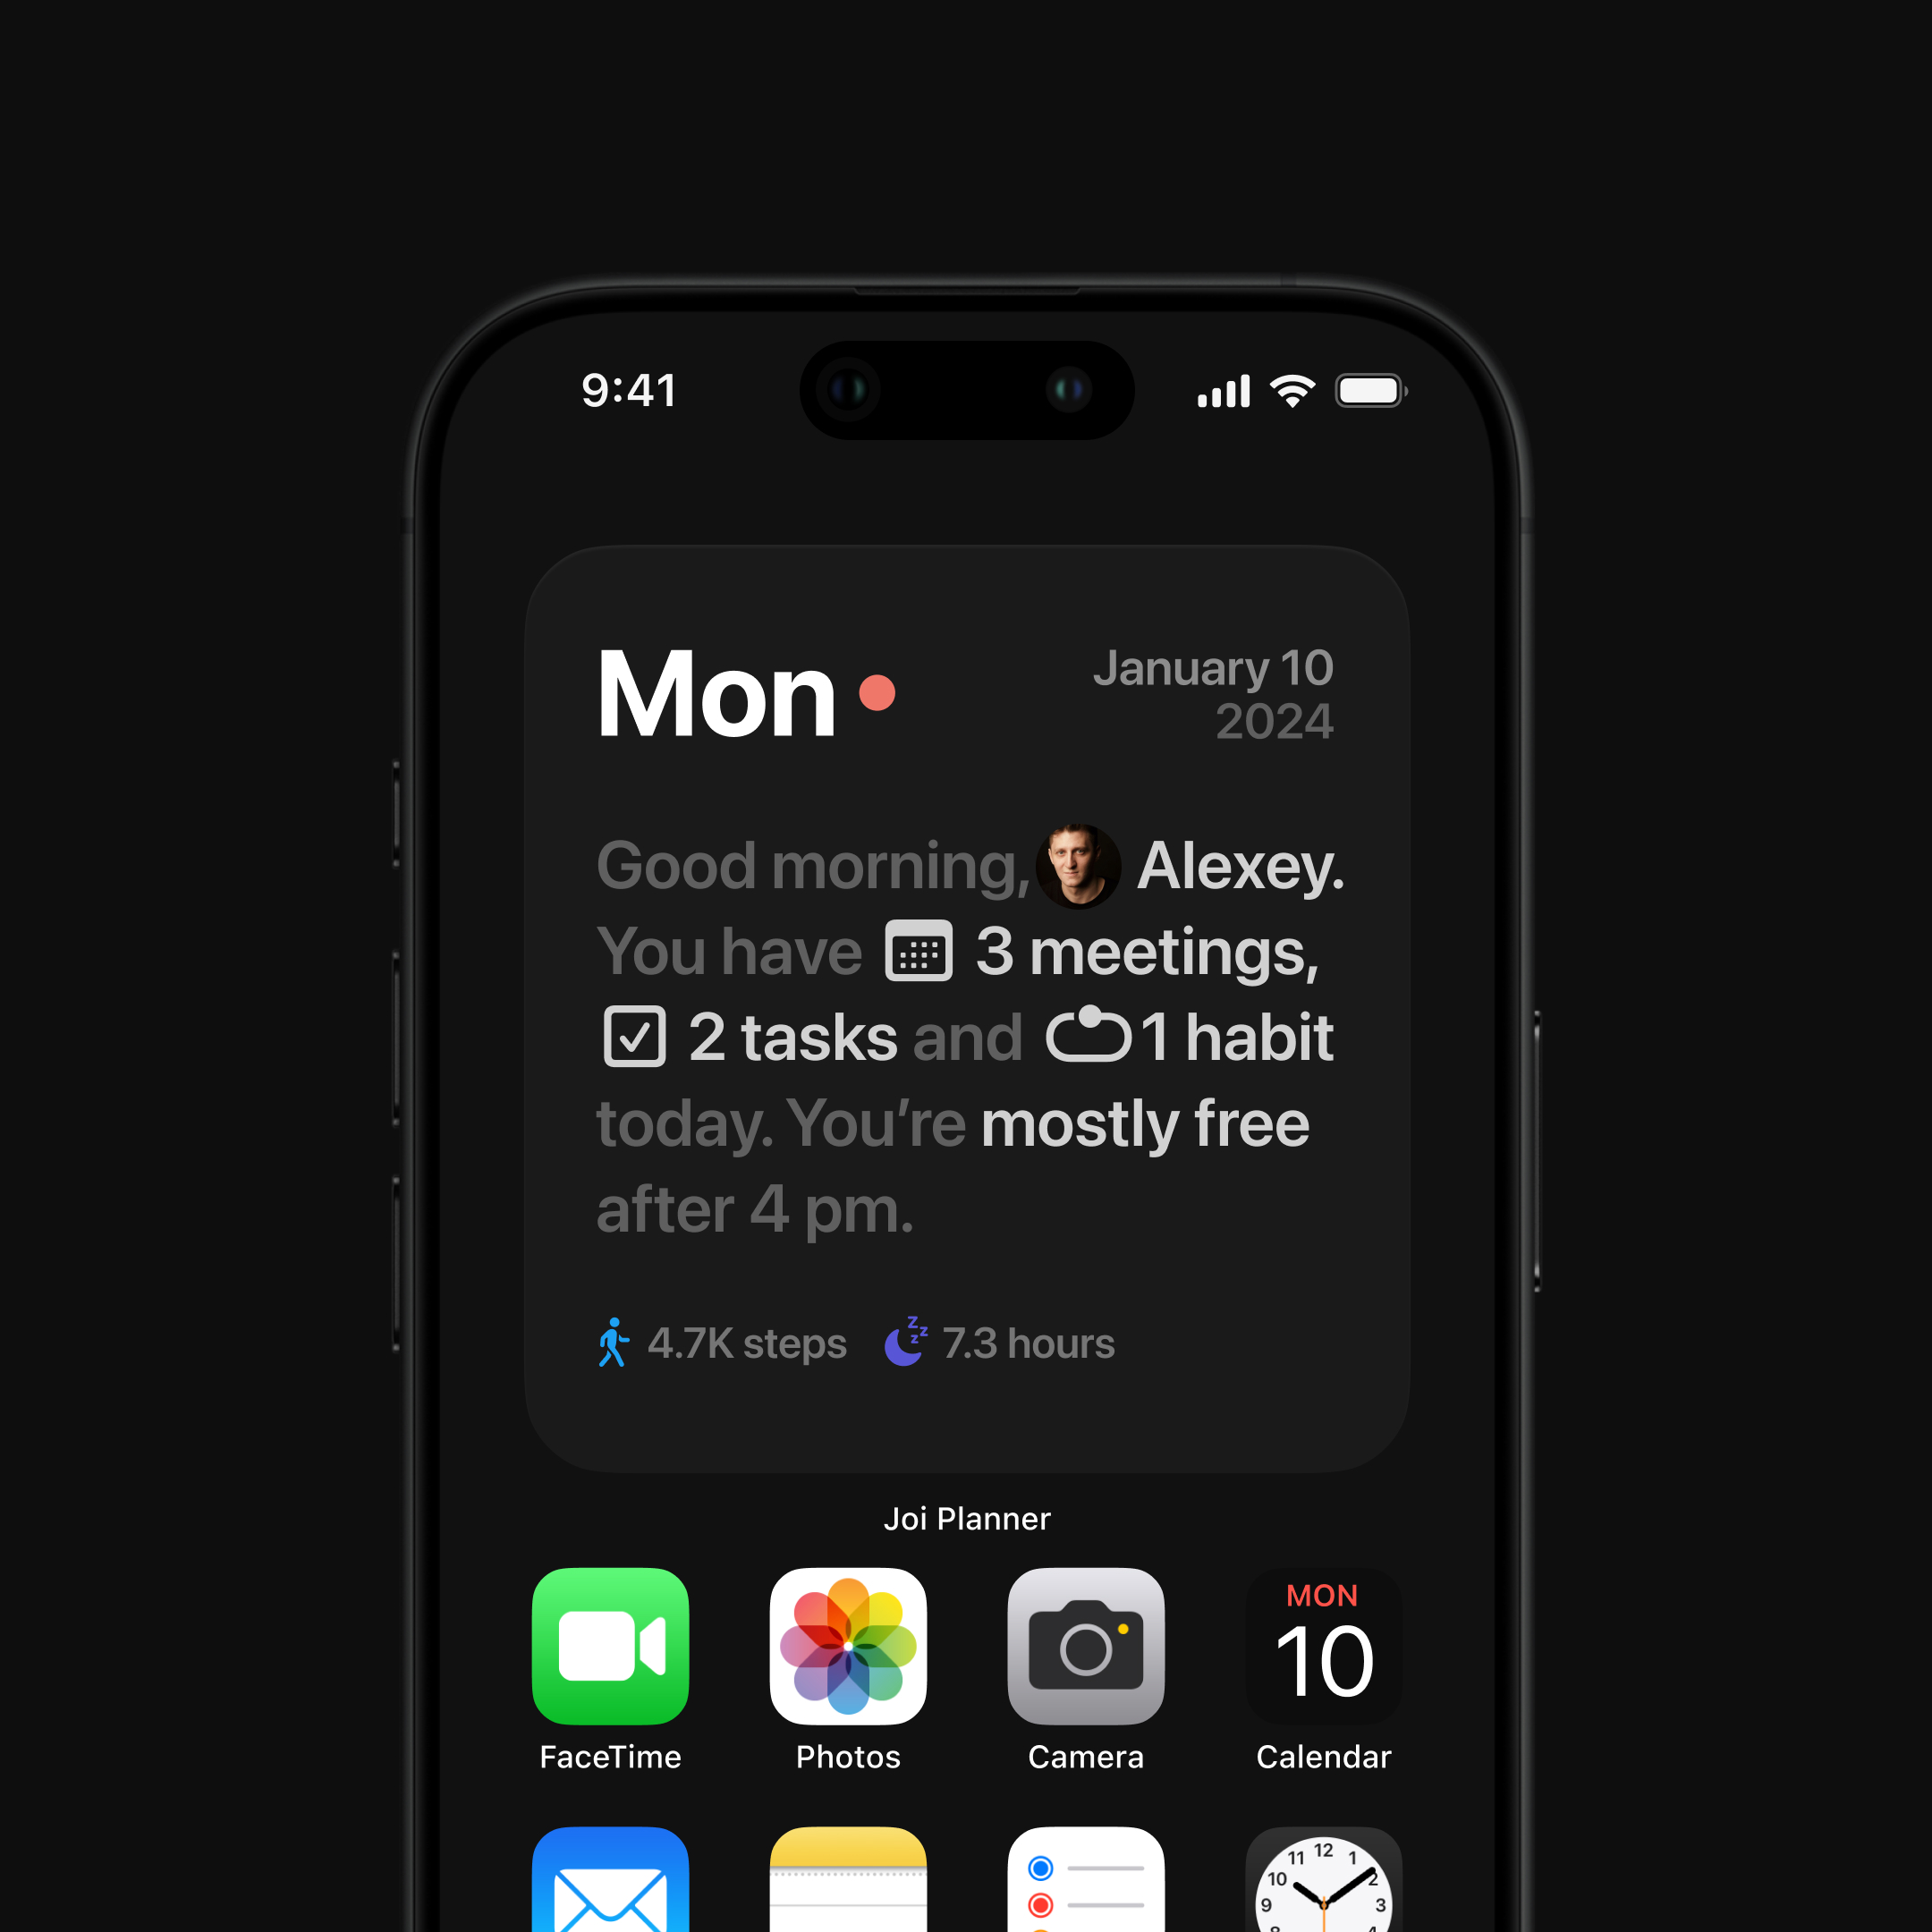 9:41
Mon
January 10
2024
Good morning, Alexey.
You have 3 meetings,
2 tasks and 1 habit
today. You’re mostly free
after 4 pm.
4.7K steps 7.3 hours
Joi Planner
MON
10
FaceTime Photos Camera Calendar
11 12 1
10 2
9 3
8 4